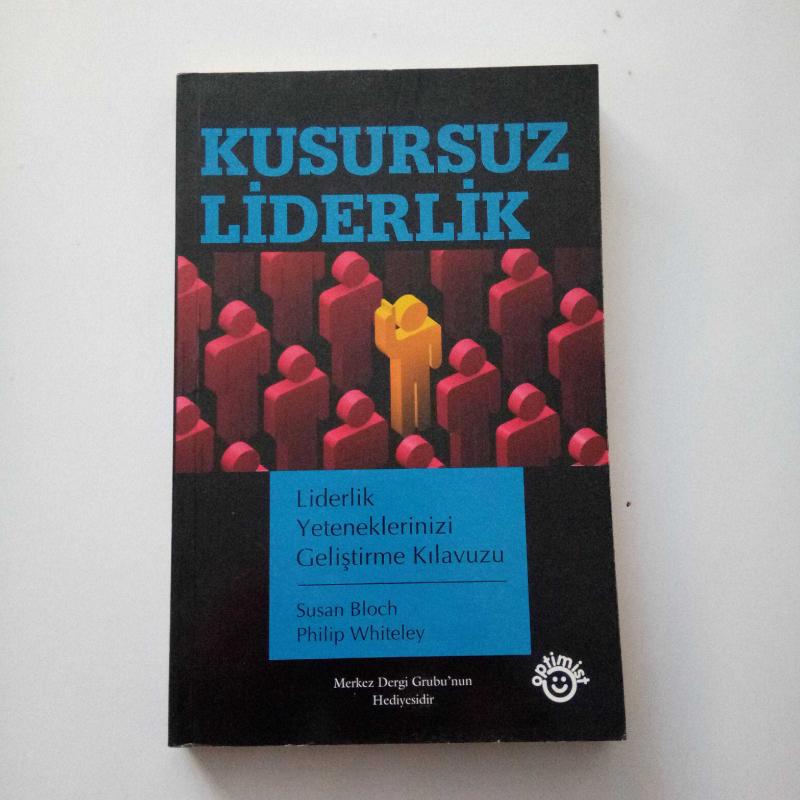 KUSURSUZ
LİDERLİK
Liderlik
Yeteneklerinizi
Geliştirme Kılavuzu
Susan Bloch
Philip Whiteley
Merkez Dergi Grubu'nun
Hediyesidir
optimist